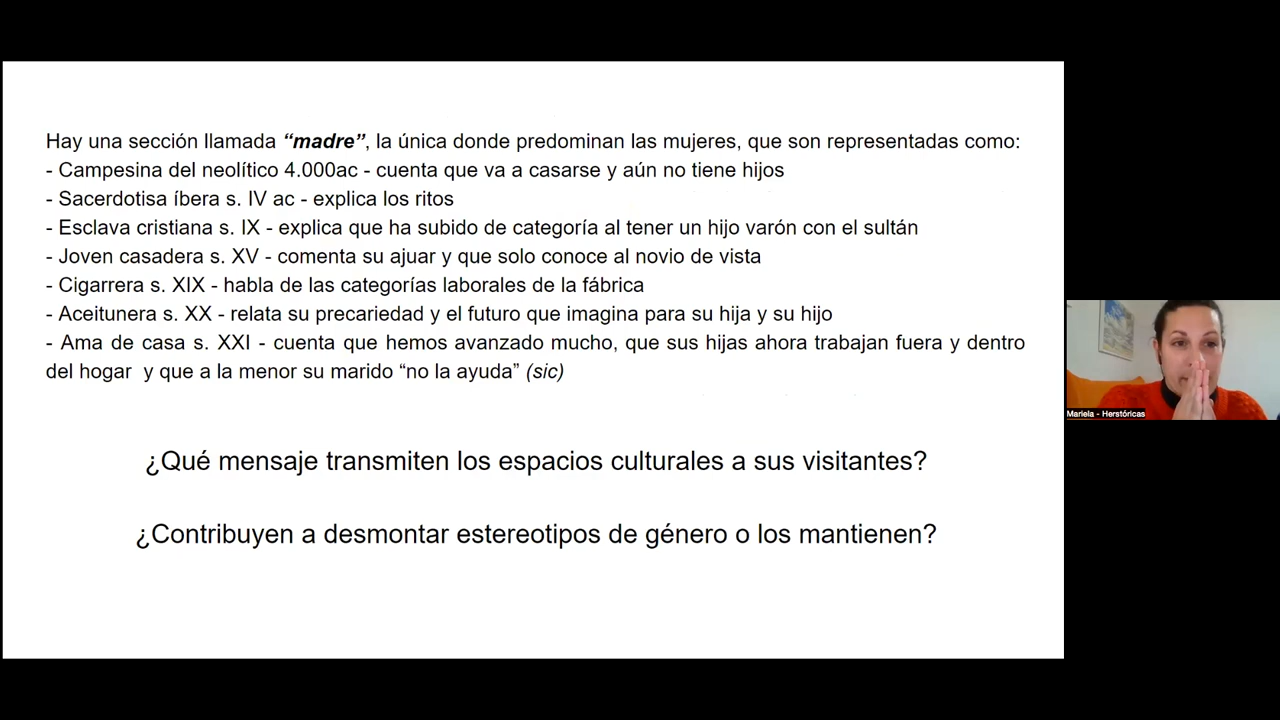 Hay una sección llamada “madre”, la única donde predominan las mujeres, que son representadas como:
- Campesina del neolítico 4.000ac - cuenta que va a casarse y aún no tiene hijos
- Sacerdotisa íbera s. IV ac - explica los ritos
- Esclava cristiana s. IX - explica que ha subido de categoría al tener un hijo varón con el sultán
- Joven casadera s. XV - comenta su ajuar y que solo conoce al novio de vista
- Cigarrera s. XIX - habla de las categorías laborales de la fábrica
- Aceitunera s. XX - relata su precariedad y el futuro que imagina para su hija y su hijo
- Ama de casa s. XXI - cuenta que hemos avanzado mucho, que sus hijas ahora trabajan fuera y dentro
del hogar y que a la menor su marido “no la ayuda” (sic)
¿Qué mensaje transmiten los espacios culturales a sus visitantes?
¿Contribuyen a desmontar estereotipos de género o los mantienen?
Mariela - Herstóricas